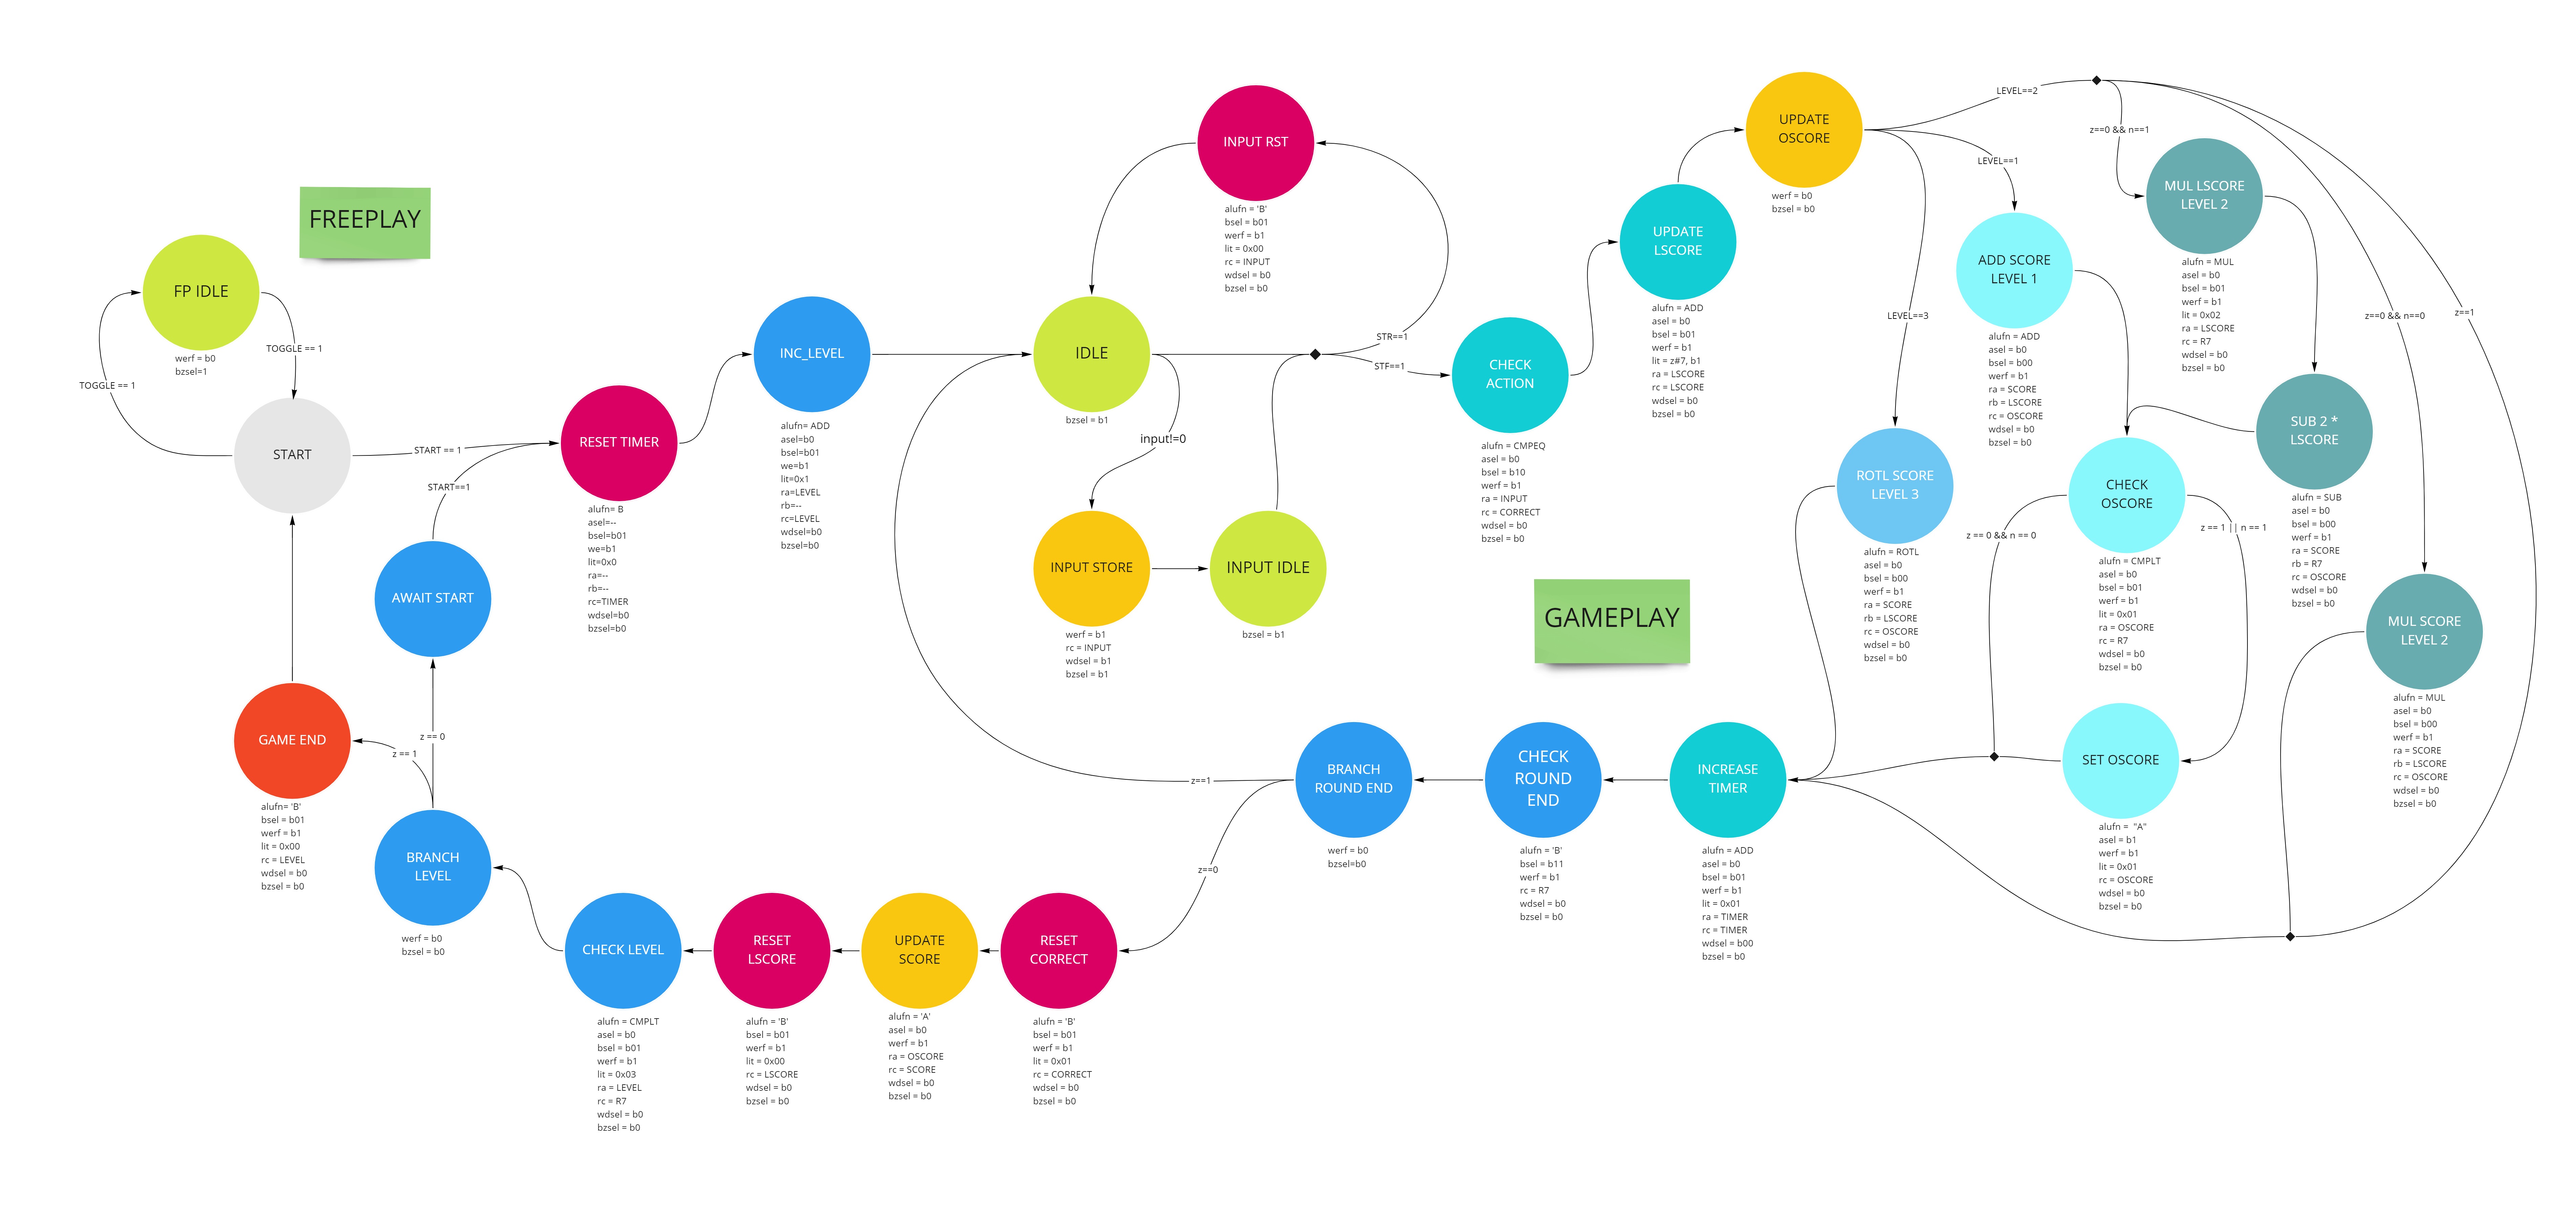 FREEPLAY
FP IDLE
werf = b0
bzsel=1
TOGGLE == 1
TOGGLE == 1
START
START == 1
START==1
AWAIT START
RESET TIMER
alufn= B
asel=--
bsel=b01
we=b1
lit=0x0
ra=--
rb=--
rc=TIMER
wdsel=b0
bzsel=b0
INC_LEVEL
alufn= ADD
asel=b0
bsel=b01
we=b1
lit=0x1
ra=LEVEL
rb=--
rc=LEVEL
wdsel=b0
bzsel=b0
INPUT RST
alufn = 'B'
bsel = b01
werf = b1
lit = 0x00
rc = INPUT
wdsel = b0
bzsel = b0
IDLE
bzsel = b1
input!=0
INPUT STORE
werf = b1
rc = INPUT
wdsel = b1
bzsel = b1
INPUT IDLE
bzsel = b1
STR==1
STF==1
CHECK
ACTION
alufn = CMPEQ
asel = b0
bsel = b10
werf = b1
ra = INPUT
rc = CORRECT
wdsel = b0
bzsel = b0
UPDATE
LSCORE
alufn = ADD
asel = b0
bsel = b01
werf = b1
lit = z#7, b1
ra = LSCORE
rc = LSCORE
wdsel = b0
bzsel = b0
UPDATE
OSCORE
werf = b0
bzsel = b0
LEVEL==2
LEVEL==1
LEVEL==3
z==0 && n==1
z==0 && n==0
z==1
MUL LSCORE
LEVEL 2
alufn = MUL
asel = b0
bsel = b01
werf = b1
lit = 0x02
ra = LSCORE
rc = R7
wdsel = b0
bzsel = b0
ADD SCORE
LEVEL 1
alufn = ADD
asel = b0
bsel = b00
werf = b1
ra = SCORE
rb = LSCORE
rc = OSCORE
wdsel = b0
bzsel = b0
SUB 2 *
LSCORE
alufn = SUB
asel = b0
bsel = b00
werf = b1
ra = SCORE
rb = R7
rc = OSCORE
wdsel = b0
bzsel = b0
ROTL SCORE
LEVEL 3
alufn = ROTL
asel = b0
bsel = b00
werf = b1
ra = SCORE
rb = LSCORE
rc = OSCORE
wdsel = b0
bzsel = b0
CHECK
OSCORE
alufn = CMPLT
asel = b0
bsel = b01
werf = b1
lit = 0x01
ra = OSCORE
rc = R7
wdsel = b0
bzsel = b0
z == 0 && n == 0
z == 1 || n == 1
MUL SCORE
LEVEL 2
alufn = MUL
asel = b0
bsel = b00
werf = b1
ra = SCORE
rb = LSCORE
rc = OSCORE
wdsel = b0
bzsel = b0
GAMEPLAY
SET OSCORE
alufn = "A"
asel = b1
werf = b1
lit = 0x01
rc = OSCORE
wdsel = b0
bzsel = b0
INCREASE
TIMER
alufn = ADD
asel = b0
bsel = b01
werf = b1
lit = 0x01
ra = TIMER
rc = TIMER
wdsel = b00
bzsel = b0
CHECK
ROUND
END
alufn = 'B'
bsel = b11
werf = b1
rc = R7
wdsel = b0
bzsel = b0
BRANCH
ROUND END
werf = b0
bzsel=b0
z==1
z==0
RESET
CORRECT
alufn = 'B'
bsel = b01
werf = b1
lit = 0x01
rc = CORRECT
wdsel = b0
bzsel = b0
UPDATE
SCORE
alufn = 'A'
asel = b0
werf = b1
ra = OSCORE
rc = SCORE
wdsel = b0
bzsel = b0
RESET
LSCORE
alufn = 'B'
bsel = b01
werf = b1
lit = 0x00
rc = LSCORE
wdsel = b0
bzsel = b0
CHECK LEVEL
alufn = CMPLT
asel = b0
bsel = b01
werf = b1
lit = 0x03
ra = LEVEL
rc = R7
wdsel = b0
bzsel = b0
BRANCH
LEVEL
werf = b0
bzsel = b0
z == 0
z == 1
GAME END
alufn= 'B'
bsel = b01
werf = b1
lit = 0x00
rc = LEVEL
wdsel = b0
bzsel = b0